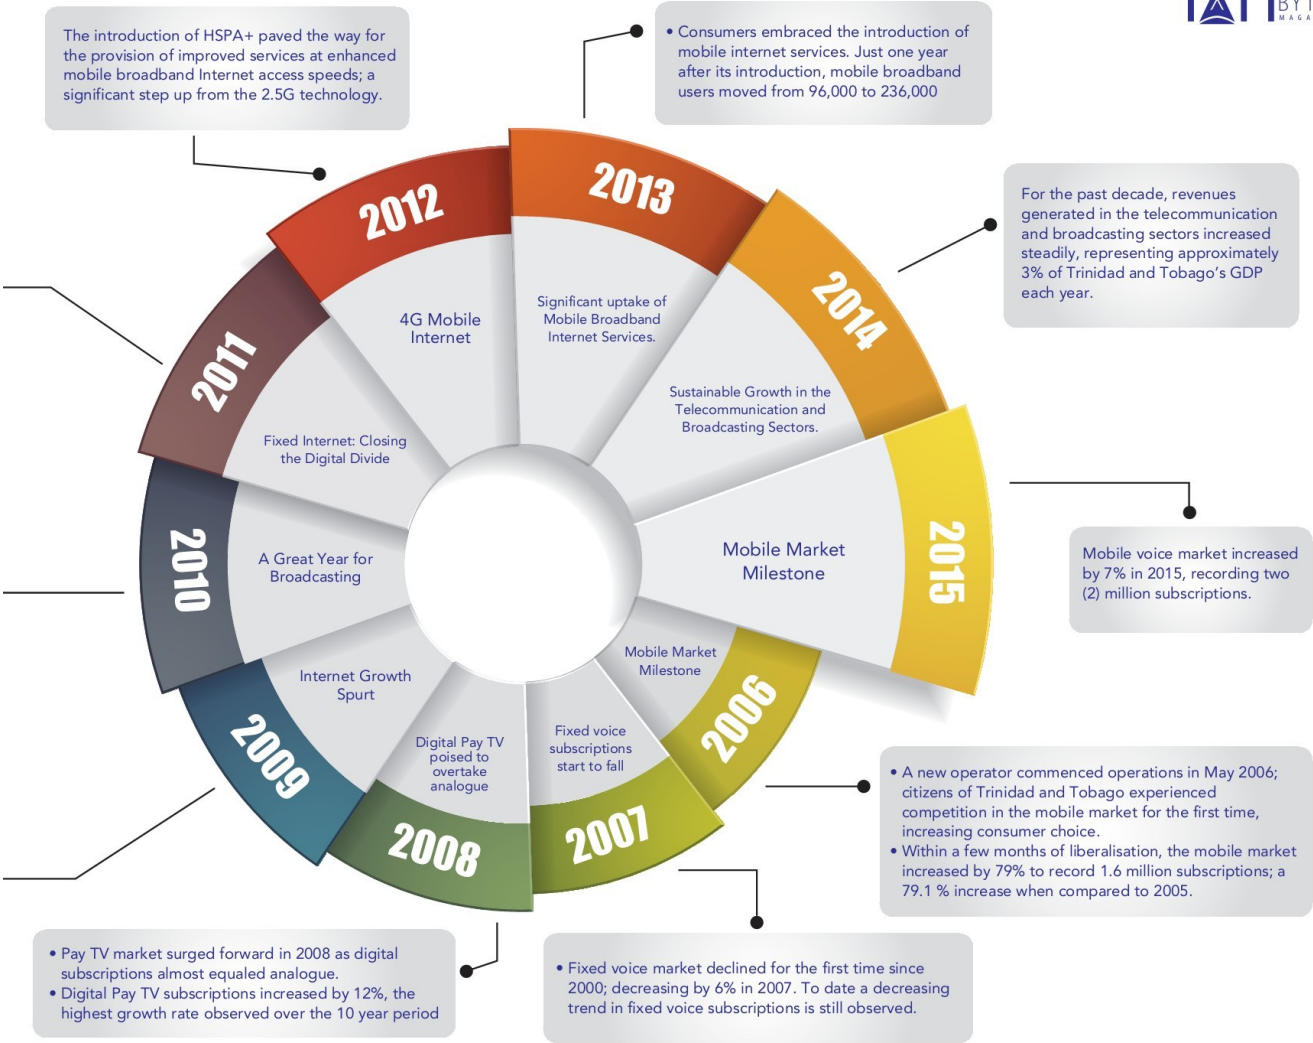 BY T
MAGA
The introduction of HSPA+ paved the way for
the provision of improved services at enhanced
mobile broadband Internet access speeds; a
significant step up from the 2.5G technology.
• Consumers embraced the introduction of
mobile internet services. Just one year
after its introduction, mobile broadband
users moved from 96,000 to 236,000
For the past decade, revenues
generated in the telecommunication
and broadcasting sectors increased
steadily, representing approximately
3% of Trinidad and Tobago's GDP
each year.
2012
4G Mobile
Internet
2013
Significant uptake of
Mobile Broadband
Internet Services.
2014
Sustainable Growth in the
Telecommunication and
Broadcasting Sectors.
2011
Fixed Internet: Closing
the Digital Divide
2010
A Great Year for
Broadcasting
2015
Mobile Market
Milestone
Mobile voice market increased
by 7% in 2015, recording two
(2) million subscriptions.
2009
Internet Growth
Spurt
2008
Digital Pay TV
poised to
overtake
analogue
2007
Fixed voice
subscriptions
start to fall
2006
Mobile Market
Milestone
• A new operator commenced operations in May 2006;
citizens of Trinidad and Tobago experienced
competition in the mobile market for the first time,
increasing consumer choice.
• Within a few months of liberalisation, the mobile market
increased by 79% to record 1.6 million subscriptions; a
79.1 % increase when compared to 2005.
• Pay TV market surged forward in 2008 as digital
subscriptions almost equaled analogue.
• Digital Pay TV subscriptions increased by 12%, the
highest growth rate observed over the 10 year period
• Fixed voice market declined for the first time since
2000; decreasing by 6% in 2007. To date a decreasing
trend in fixed voice subscriptions is still observed.